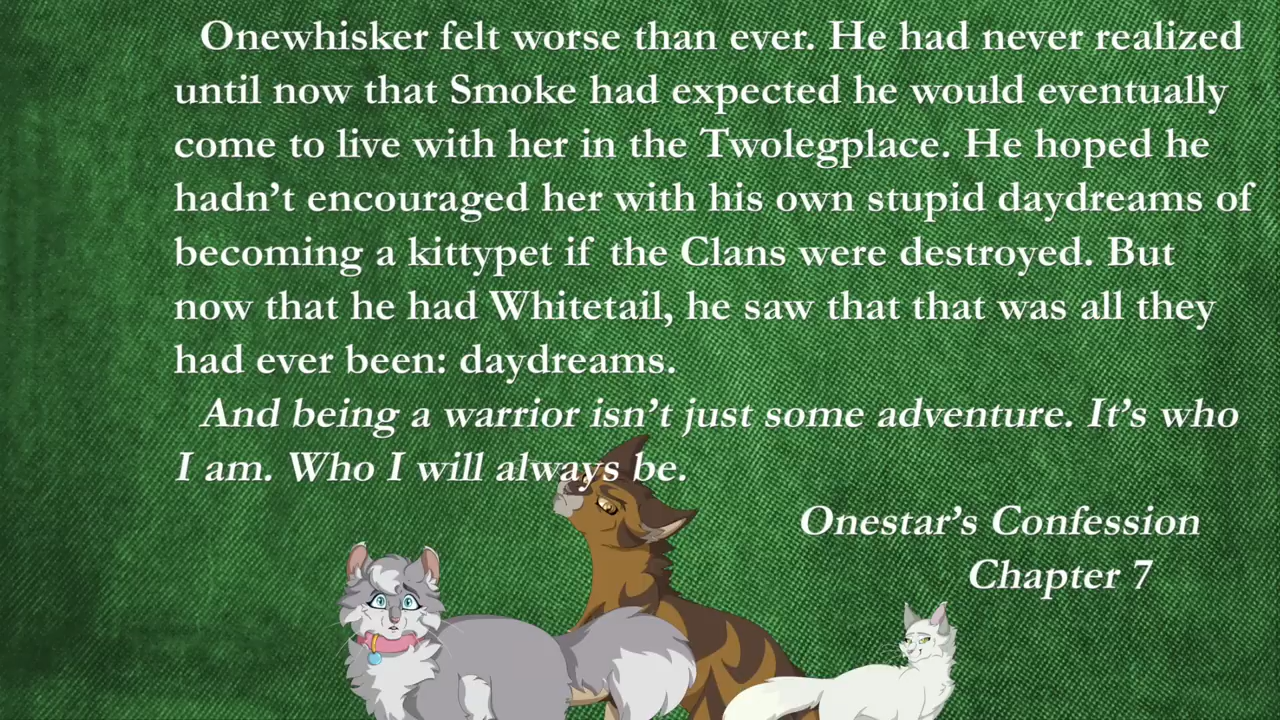 Onewhisker felt worse than ever. He had never realized
until now that Smoke had expected he would eventually
come to live with her in the Twolegplace. He hoped he
hadn’t encouraged her with his own stupid daydreams of
becoming a kittypet if the Clans were destroyed. But
now that he had Whitetail, he saw that that was all they
had ever been: daydreams.
And being a warrior isn’t just some adventure. It’s who
I am. Who I will always be.
Onestar’s Confession
Chapter 7